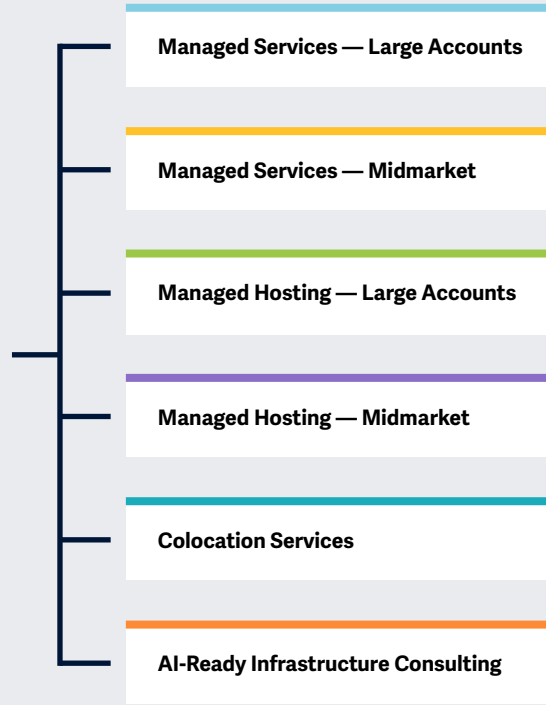 Managed Services — Large Accounts
Managed Services — Midmarket
Managed Hosting — Large Accounts
Managed Hosting — Midmarket
Colocation Services
AI-Ready Infrastructure Consulting